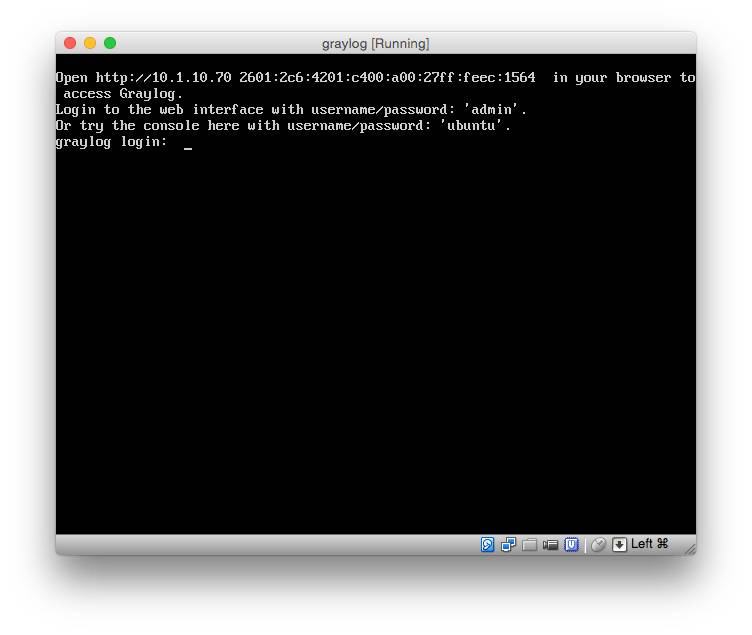 graylog [Running]
Open http://10.1.10.70 2601:2c6:4201:c400:a00:27ff:feec:1564  in your browser to
 access Graylog.
Login to the web interface with username/password: 'admin'.
Or try the console here with username/password: 'ubuntu'.
graylog login:  _
Left ⌘